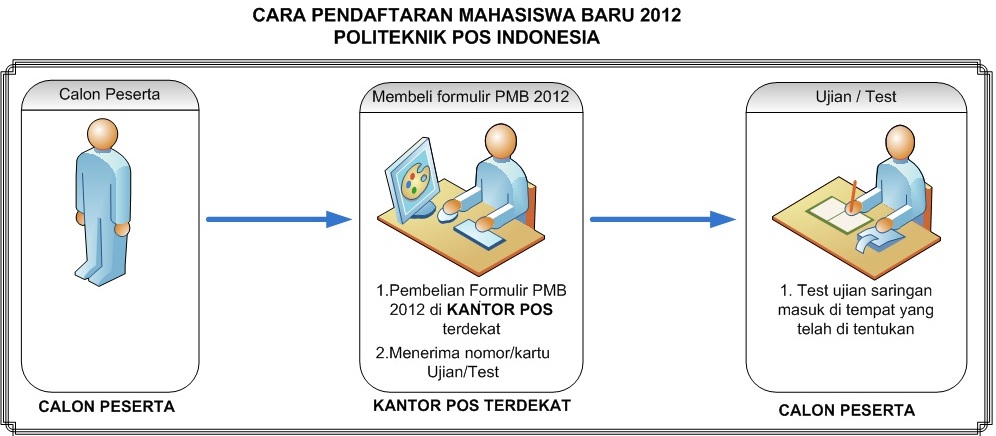 CARA PENDAFTARAN MAHASISWA BARU 2012
POLITEKNIK POS INDONESIA
Calon Peserta
CALON PESERTA
Membeli formulir PMB 2012
1.Pembelian Formulir PMB
2012 di KANTOR POS
terdekat
2.Menerima nomor/kartu
Ujian/Test
KANTOR POS TERDEKAT
Ujian / Test
1. Test ujian saringan
masuk di tempat yang
telah di tentukan
CALON PESERTA